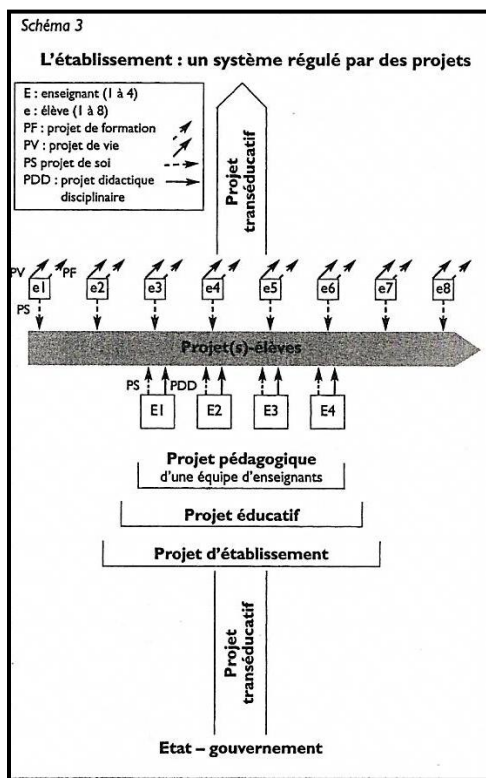 Schéma 3
L'établissement : un système régulé par des projets
E : enseignant (1 à 4)
e : élève (1 à 8)
PF : projet de formation
PV : projet de vie
PS projet de soi
PDD : projet didactique
disciplinaire
Projet
transéducatif
PV PF
e1 e2 e3 e4 e5 e6 e7 e8
PS
Projet(s)-élèves
PS PDD
E1 E2 E3 E4
Projet pédagogique
d'une équipe d'enseignants
Projet éducatif
Projet d'établissement
Projet
transéducatif
Etat – gouvernement